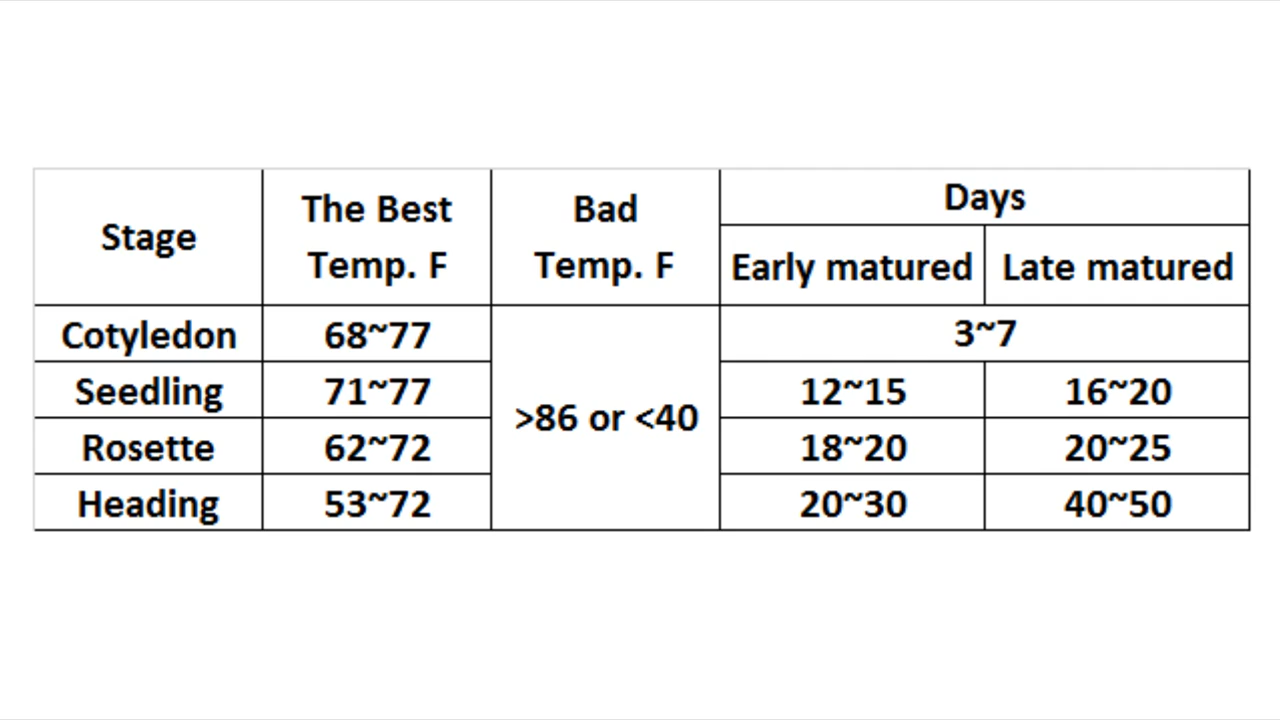 Stage
The Best
Temp. F
Bad
Temp. F
Days
Early matured
Late matured
Cotyledon
68~77
>86 or <40
3~7
Seedling
71~77
12~15
16~20
Rosette
62~72
18~20
20~25
Heading
53~72
20~30
40~50